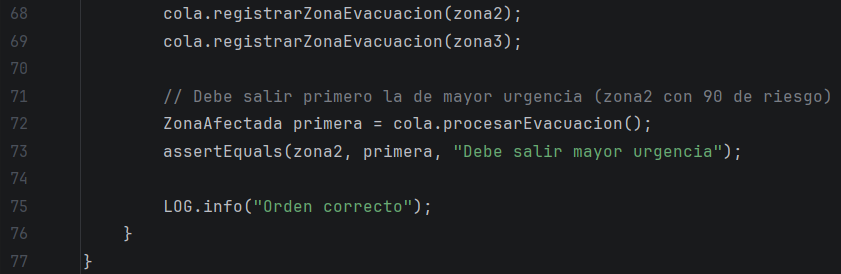 68 cola.registrarZonaEvacuacion(zona2);
69 cola.registrarZonaEvacuacion(zona3);
70
71 // Debe salir primero la de mayor urgencia (zona2 con 90 de riesgo)
72 ZonaAfectada primera = cola.procesarEvacuacion();
73 assertEquals(zona2, primera, "Debe salir mayor urgencia");
74
75 LOG.info("Orden correcto");
76 }
77 }